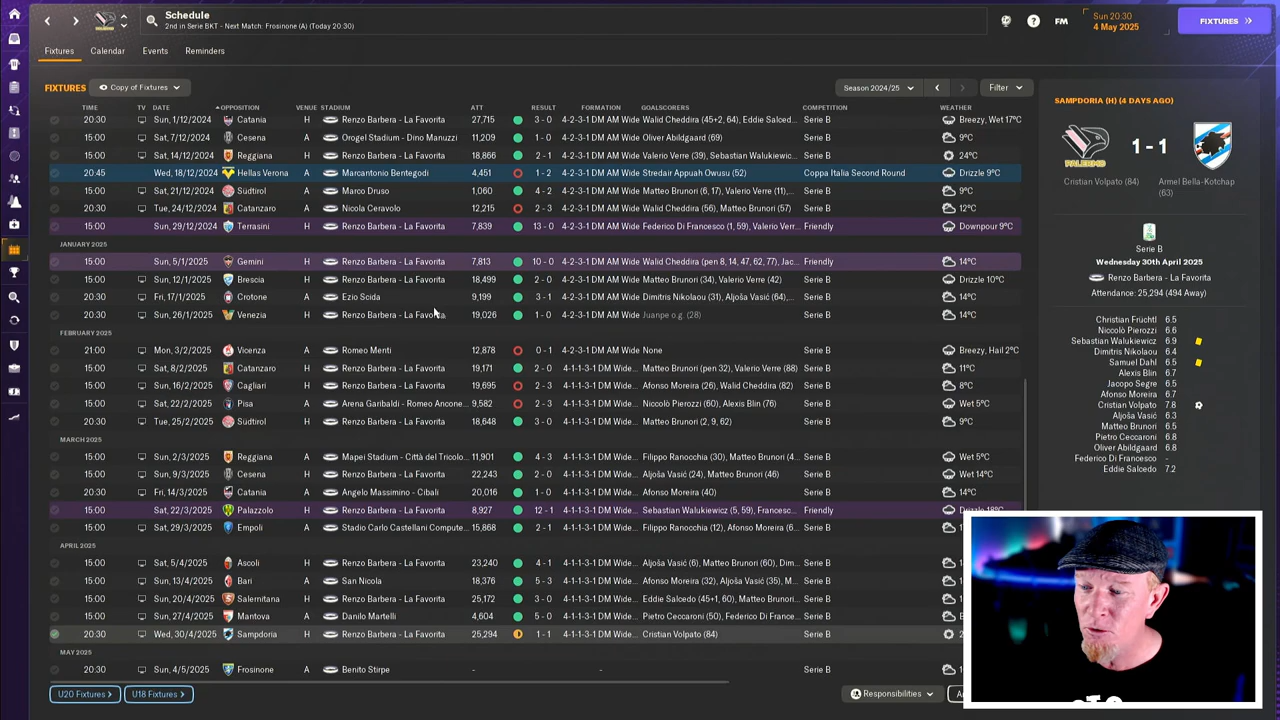 Schedule
2nd in Serie BKT - Next Match: Frosinone (A) (Today 20:30)
FM
Sun 20:30
4 May 2025
FIXTURES
Fixtures Calendar Events Reminders
FIXTURES Copy of Fixtures Season 2024/25 Filter
TIME TV DATE OPPOSITION VENUE STADIUM ATT RESULT FORMATION GOALSCORERS COMPETITION WEATHER
20:30 Sun, 1/12/2024 Catania H Renzo Barbera - La Favorita 27,715 3 - 0 4-2-3-1 DM AM Wide Walid Cheddira (45+2, 64), Eddie Salced... Serie B Breezy, Wet 17°C
15:00 Sat, 7/12/2024 Cesena A Orogel Stadium - Dino Manuzzi 11,209 1 - 0 4-2-3-1 DM AM Wide Oliver Abildgaard (69) Serie B 9°C
15:00 Sat, 14/12/2024 Reggiana H Renzo Barbera - La Favorita 18,866 2 - 1 4-2-3-1 DM AM Wide Valerio Verre (39), Sebastian Walukiewic... Serie B 24°C
20:45 Wed, 18/12/2024 Hellas Verona A Marcantonio Bentegodi 4,451 1 - 2 4-2-3-1 DM AM Wide Stredair Appuah Owusu (52) Coppa Italia Second Round Drizzle 9°C
15:00 Sat, 21/12/2024 Südtirol A Marco Druso 1,060 4 - 2 4-2-3-1 DM AM Wide Matteo Brunori (6, 17), Valerio Verre (11),... Serie B 9°C
15:00 Tue, 24/12/2024 Catanzaro A Nicola Ceravolo 12,215 2 - 3 4-2-3-1 DM AM Wide Walid Cheddira (56), Matteo Brunori (57) Serie B 12°C
15:00 Sun, 29/12/2024 Terrasini H Renzo Barbera - La Favorita 7,839 13 - 0 4-2-3-1 DM AM Wide Federico Di Francesco (1, 59), Valerio Ver... Friendly Downpour 9°C
JANUARY 2025
15:00 Sun, 5/1/2025 Gemini H Renzo Barbera - La Favorita 7,813 10 - 0 4-2-3-1 DM AM Wide Walid Cheddira (pen 8, 14, 47, 62, 77), Jac... Friendly 14°C
15:00 Sun, 12/1/2025 Brescia H Renzo Barbera - La Favorita 18,499 2 - 0 4-2-3-1 DM AM Wide Matteo Brunori (34), Valerio Verre (42) Serie B Drizzle 10°C
20:30 Fri, 17/1/2025 Crotone A Ezio Scida 9,199 3 - 1 4-2-3-1 DM AM Wide Dimitris Nikolaou (31), Aljoša Vasić (64),... Serie B 14°C
20:30 Sun, 26/1/2025 Venezia H Renzo Barbera - La Favorita 19,026 1 - 0 4-2-3-1 DM AM Wide Juanpe o.g. (28) Serie B 14°C
FEBRUARY 2025
21:00 Mon, 3/2/2025 Vicenza A Romeo Menti 12,878 0 - 1 4-2-3-1 DM AM Wide None Serie B Breezy, Hail 2°C
15:00 Sat, 8/2/2025 Catanzaro H Renzo Barbera - La Favorita 19,171 2 - 0 4-2-3-1 DM AM Wide Matteo Brunori (pen 32), Valerio Verre (88) Serie B 11°C
15:00 Sun, 16/2/2025 Cagliari H Renzo Barbera - La Favorita 19,695 2 - 3 4-1-1-3-1 DM Wide... Afonso Moreira (26), Walid Cheddira (82) Serie B 8°C
15:00 Sat, 22/2/2025 Pisa A Arena Garibaldi - Romeo Ancone... 9,582 2 - 3 4-1-1-3-1 DM Wide... Niccolò Pierozzi (60), Alexis Blin (76) Serie B Wet 5°C
20:30 Tue, 25/2/2025 Südtirol H Renzo Barbera - La Favorita 18,648 3 - 0 4-1-1-3-1 DM Wide... Matteo Brunori (2, 9, 62) Serie B 9°C
MARCH 2025
15:00 Sun, 2/3/2025 Reggiana A Mapei Stadium - Città del Tricolo... 11,901 4 - 3 4-1-1-3-1 DM Wide... Filippo Ranocchia (30), Matteo Brunori (4... Serie B Wet 5°C
15:00 Sun, 9/3/2025 Cesena H Renzo Barbera - La Favorita 22,243 2 - 0 4-1-1-3-1 DM Wide... Aljoša Vasić (24), Matteo Brunori (46) Serie B Wet 14°C
20:30 Fri, 14/3/2025 Catania A Angelo Massimino - Cibali 20,016 1 - 0 4-1-1-3-1 DM Wide... Afonso Moreira (40) Serie B 14°C
15:00 Sat, 22/3/2025 Palazzolo H Renzo Barbera - La Favorita 8,927 12 - 1 4-1-1-3-1 DM Wide... Sebastian Walukiewicz (5, 59), Francesc... Friendly Drizzle 18°C
15:00 Sat, 29/3/2025 Empoli A Stadio Carlo Castellani Compute... 15,868 2 - 1 4-1-1-3-1 DM Wide... Filippo Ranocchia (12), Afonso Moreira (6... Serie B
APRIL 2025
15:00 Sat, 5/4/2025 Ascoli H Renzo Barbera - La Favorita 23,240 4 - 1 4-1-1-3-1 DM Wide... Aljoša Vasić (6), Matteo Brunori (60), Dim... Serie B
15:00 Sun, 13/4/2025 Bari A San Nicola 18,376 5 - 3 4-1-1-3-1 DM Wide... Afonso Moreira (32), Aljoša Vasić (35), M... Serie B
15:00 Sun, 20/4/2025 Salernitana H Renzo Barbera - La Favorita 25,172 3 - 0 4-1-1-3-1 DM Wide... Eddie Salcedo (45+1, 60), Matteo Brunor... Serie B
15:00 Sun, 27/4/2025 Mantova A Danilo Martelli 4,604 5 - 0 4-1-1-3-1 DM Wide... Pietro Ceccaroni (50), Federico Di Frances... Serie B
20:30 Wed, 30/4/2025 Sampdoria H Renzo Barbera - La Favorita 25,294 1 - 1 4-1-1-3-1 DM Wide... Cristian Volpato (84) Serie B
MAY 2025
20:30 Sun, 4/5/2025 Frosinone A Benito Stirpe - - Serie B
U20 Fixtures U18 Fixtures Responsibilities
SAMPDORIA (H) (4 DAYS AGO)
PALERMO
1 - 1
Cristian Volpato (84) Armel Bella-Kotchap (63)
Serie B
Wednesday 30th April 2025
Renzo Barbera - La Favorita
Attendance: 25,294 (494 Away)
Christian Früchtl 6.5
Niccolò Pierozzi 6.6
Sebastian Walukiewicz 6.9
Dimitris Nikolaou 6.4
Samuel Dahl 6.5
Alexis Blin 6.7
Jacopo Segre 6.5
Afonso Moreira 6.7
Cristian Volpato 7.8
Aljoša Vasić 6.3
Matteo Brunori 6.5
Pietro Ceccaroni 6.8
Oliver Abildgaard 6.8
Federico Di Francesco -
Eddie Salcedo 7.2